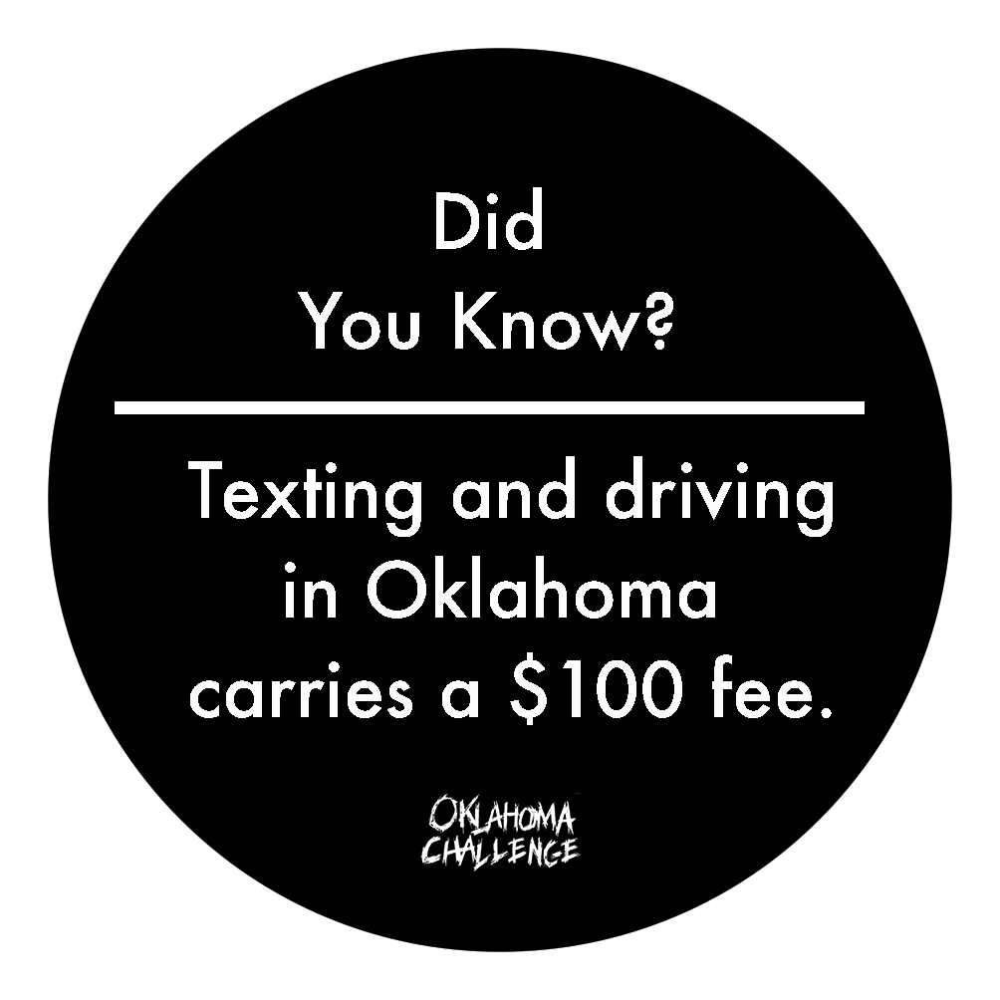 Did
You Know?
Texting and driving
in Oklahoma
carries a $100 fee.
OKLAHOMA
CHALLENGE